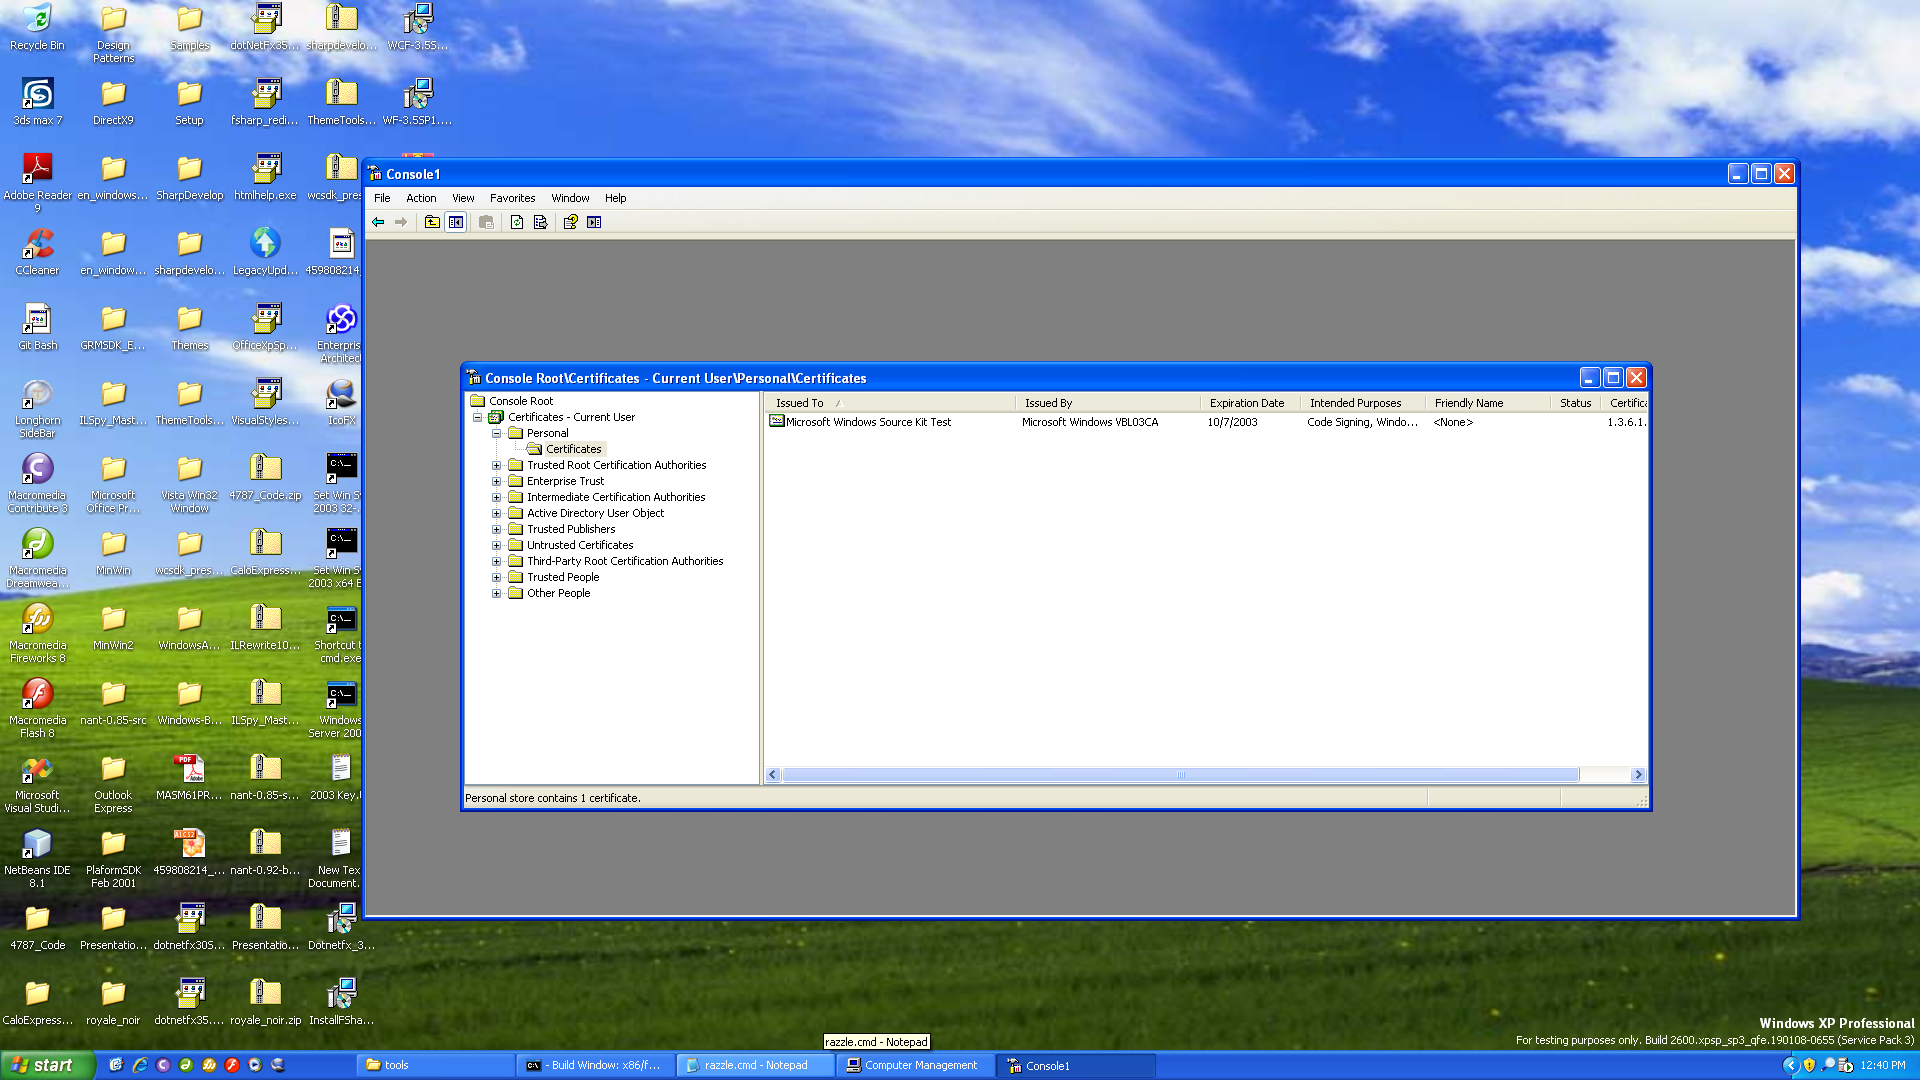 Recycle Bin
Design
Patterns
Samples
dotNetFx35...
sharpdevelo...
WCF-3.5S...
3ds max 7
DirectX9
Setup
fsharp_redi...
ThemeTools...
WF-3.5SP1....
Adobe Reader
9
en_windows...
SharpDevelop
htmlhelp.exe
wcsdk_pres
CCleaner
en_window...
sharpdevelo...
LegacyUpd...
459808214_
Git Bash
GRMSDK_E...
Themes
OfficeXpSp...
Enterpris
Architec
Longhorn
SideBar
ILSpy_Mast...
ThemeTools...
VisualStyles...
IcoFX
Macromedia
Contribute 3
Microsoft
Office Pr...
Vista Win32
Window
4787_Code.zip
Set Win S
2003 32-
Macromedia
Dreamwea...
MinWin
wcsdk_pres...
CaloExpress...
Set Win S
2003 x64 E
Macromedia
Fireworks 8
MinWin2
WindowsA...
ILRewrite10...
Shortcut t
cmd.exe
Macromedia
Flash 8
nant-0.85-src
Windows-B...
ILSpy_Mast...
Windows
Server 200
Microsoft
Visual Studi...
Outlook
Express
PDF
MASM61PR...
nant-0.85-s...
2003 Key.
NetBeans IDE
8.1
PlaformSDK
Feb 2001
459808214_...
nant-0.92-b...
New Tex
Document.
4787_Code
Presentatio...
dotnetfx30S...
Presentatio...
Dotnetfx_3...
CaloExpress...
royale_noir
dotnetfx35....
royale_noir.zip
InstallFSha...
Console1
File Action View Favorites Window Help
Console Root\Certificates - Current User\Personal\Certificates
Console Root
Certificates - Current User
Personal
Certificates
Trusted Root Certification Authorities
Enterprise Trust
Intermediate Certification Authorities
Active Directory User Object
Trusted Publishers
Untrusted Certificates
Third-Party Root Certification Authorities
Trusted People
Other People
Issued To Issued By Expiration Date Intended Purposes Friendly Name Status Certifica
Microsoft Windows Source Kit Test Microsoft Windows VBL03CA 10/7/2003 Code Signing, Windo... <None> 1.3.6.1.
Personal store contains 1 certificate.
Windows XP Professional
For testing purposes only. Build 2600.xpsp_sp3_qfe.190108-0655 (Service Pack 3)
razzle.cmd - Notepad
start
tools
- Build Window: x86/f...
razzle.cmd - Notepad
Computer Management
Console1
12:40 PM